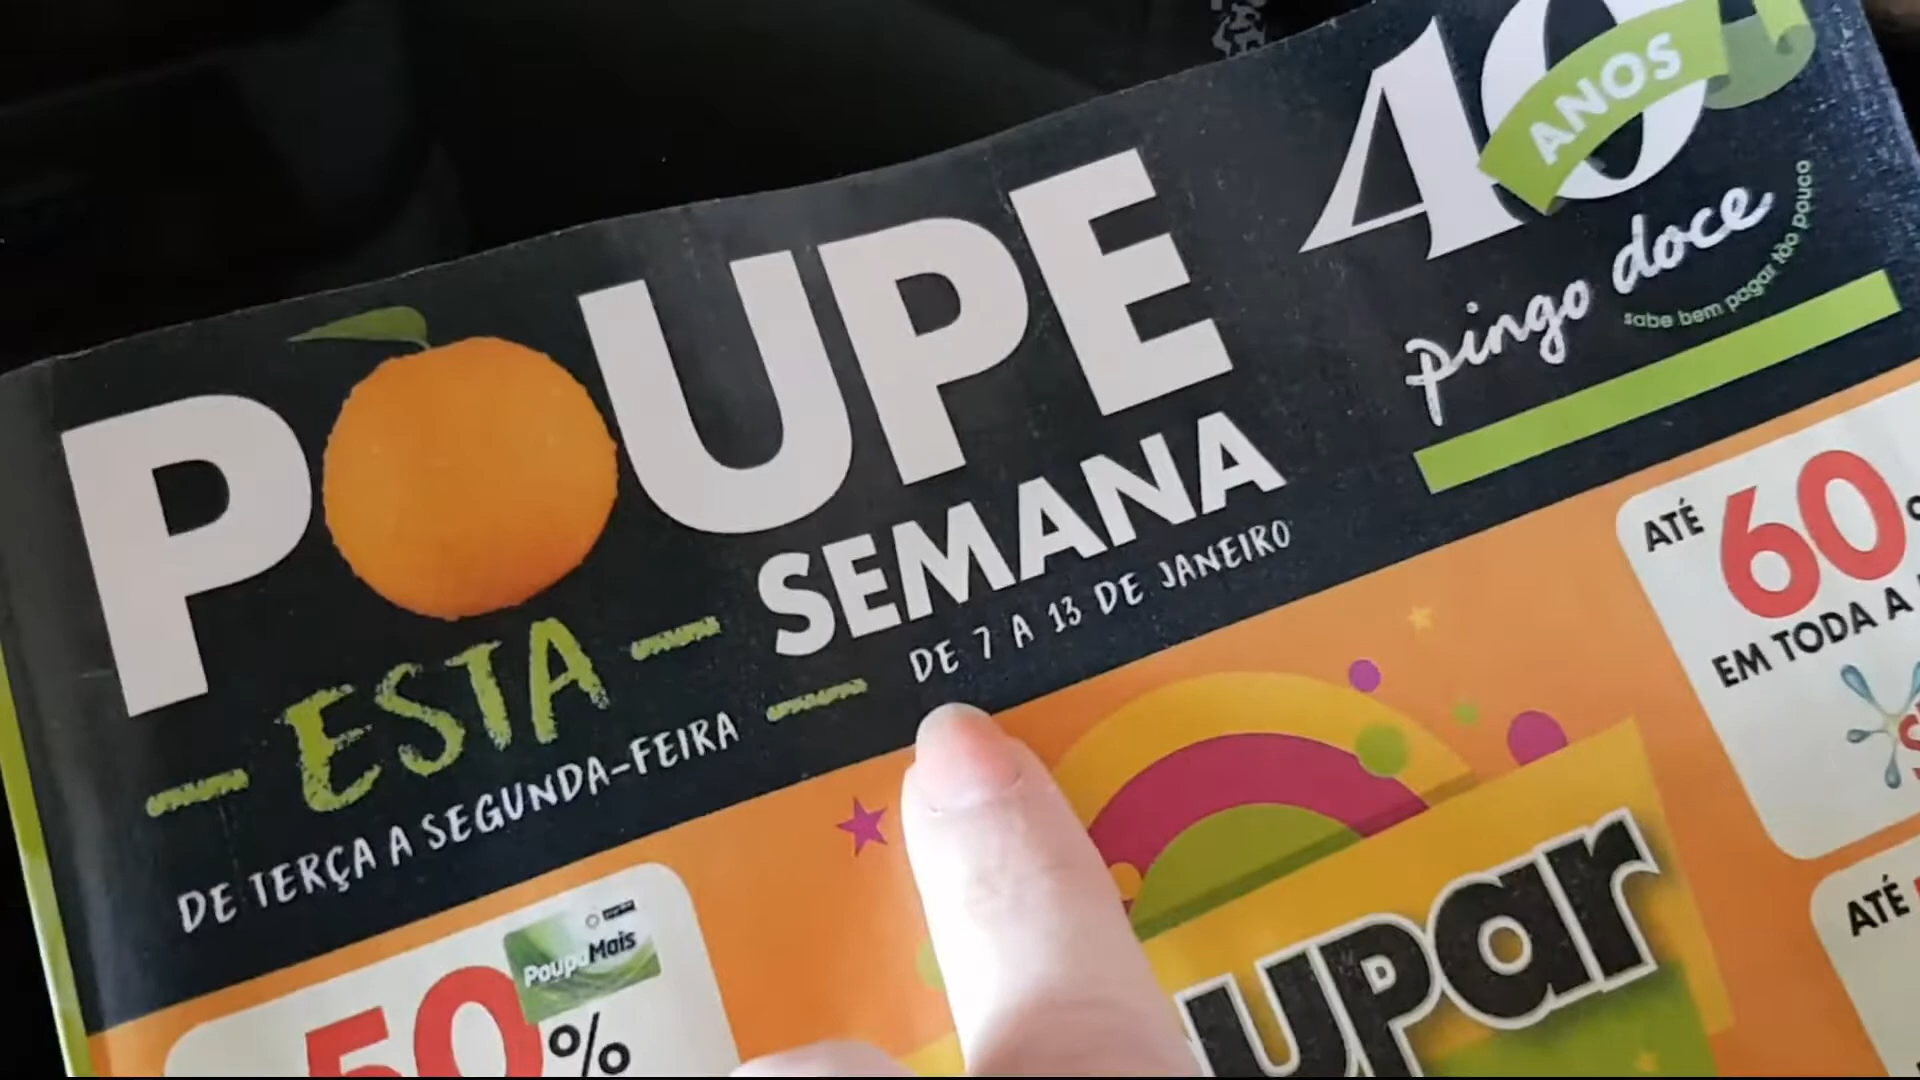 40
ANOS
pingo doce
sabe bem pagar tão pouco
POUPE
ESTA
SEMANA
DE TERÇA A SEGUNDA-FEIRA
DE 7 A 13 DE JANEIRO
ATÉ 60
EM TODA A
PoupaMais
50%
upar
ATÉ